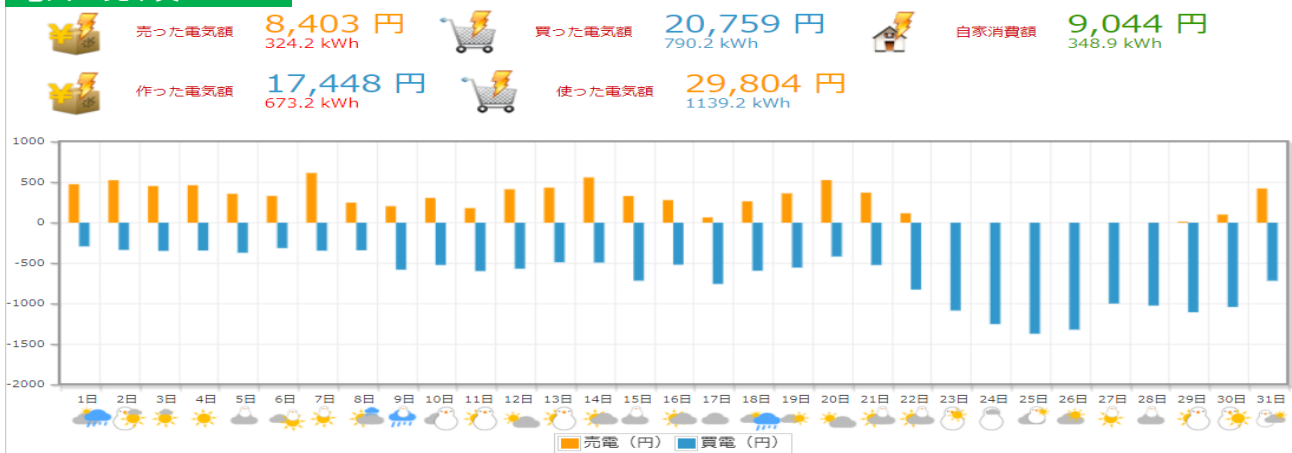 売った電気額 8,403 円
324.2 kWh
買った電気額 20,759 円
790.2 kWh
自家消費額 9,044 円
348.9 kWh
作った電気額 17,448 円
673.2 kWh
使った電気額 29,804 円
1139.2 kWh
1000
500
0
-500
-1000
-1500
-2000
1日 2日 3日 4日 5日 6日 7日 8日 9日 10日 11日 12日 13日 14日 15日 16日 17日 18日 19日 20日 21日 22日 23日 24日 25日 26日 27日 28日 29日 30日 31日
売電（円） 買電（円）